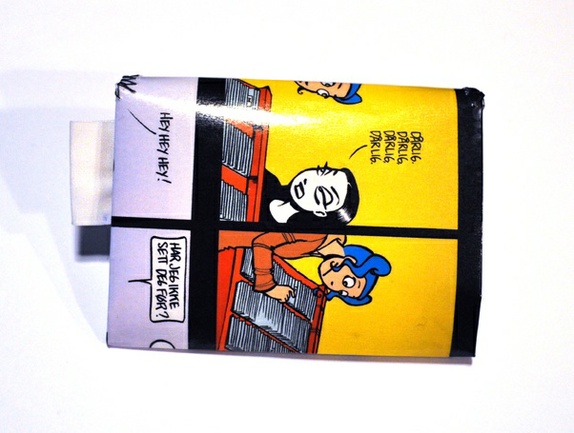 DÅRLIG.
DÅRLIG,
DÅRLIG,
DÅRLIG.
HEY HEY HEY!
HAR JEG IKKE
SETT DEG FØR?